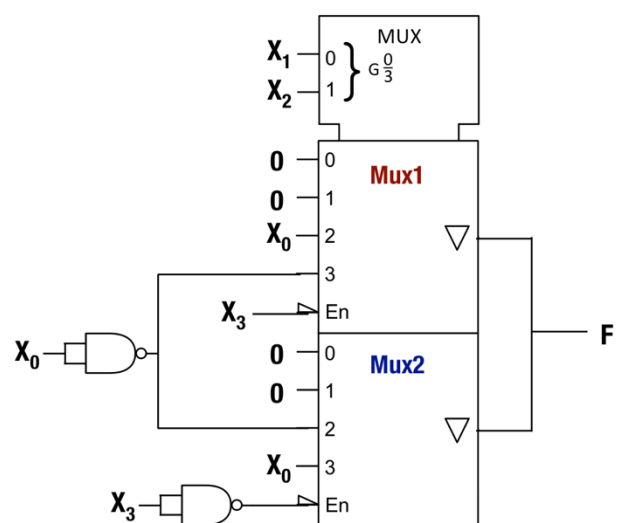 MUX
X₁ 0
G 0/3
X₂ 1
0 0
Mux1
0 1
X₀ 2
3
X₃ En
F
X₀
0 0
Mux2
0 1
2
X₀ 3
X₃ En